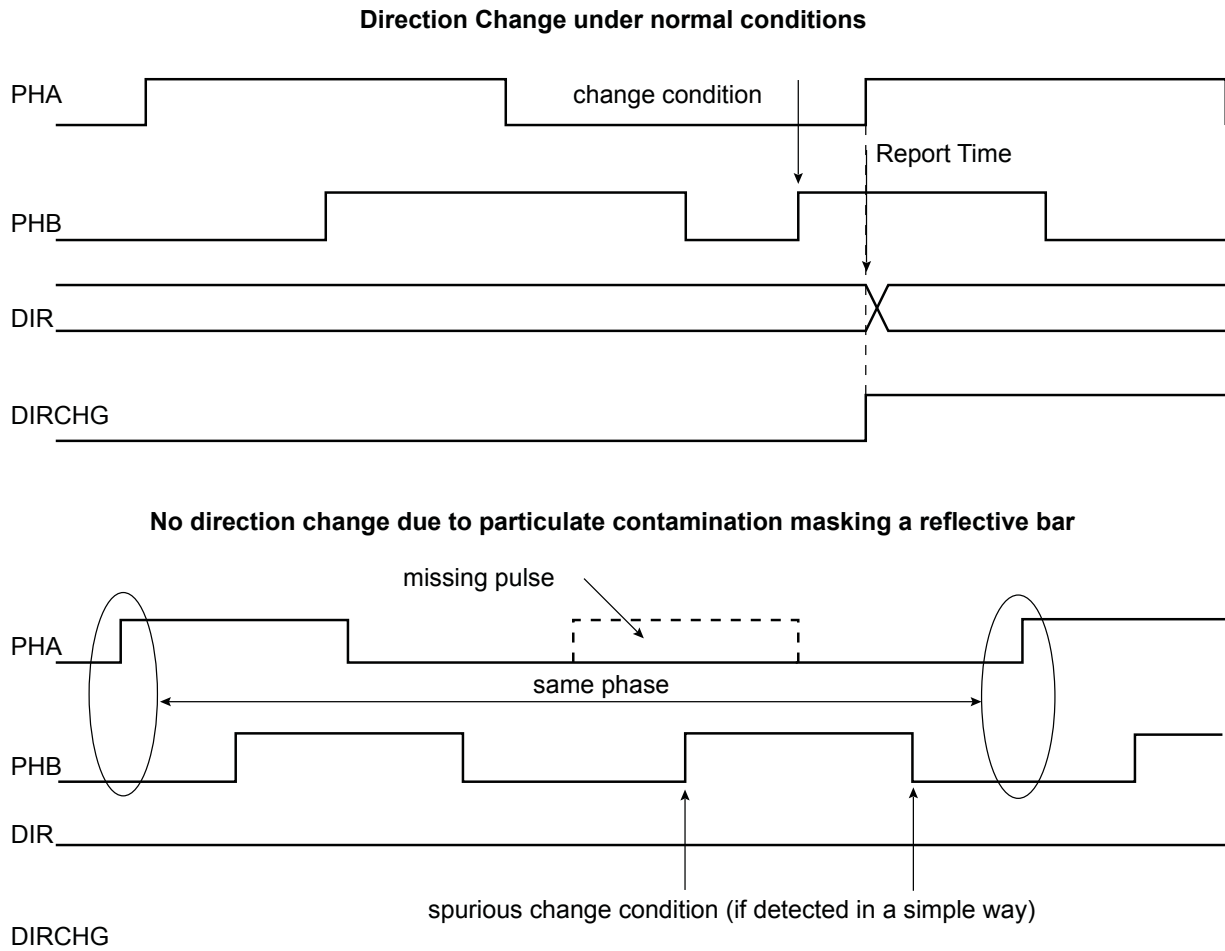 Direction Change under normal conditions
PHA
change condition
Report Time
PHB
DIR
DIRCHG
No direction change due to particulate contamination masking a reflective bar
missing pulse
PHA
same phase
PHB
DIR
spurious change condition (if detected in a simple way)
DIRCHG